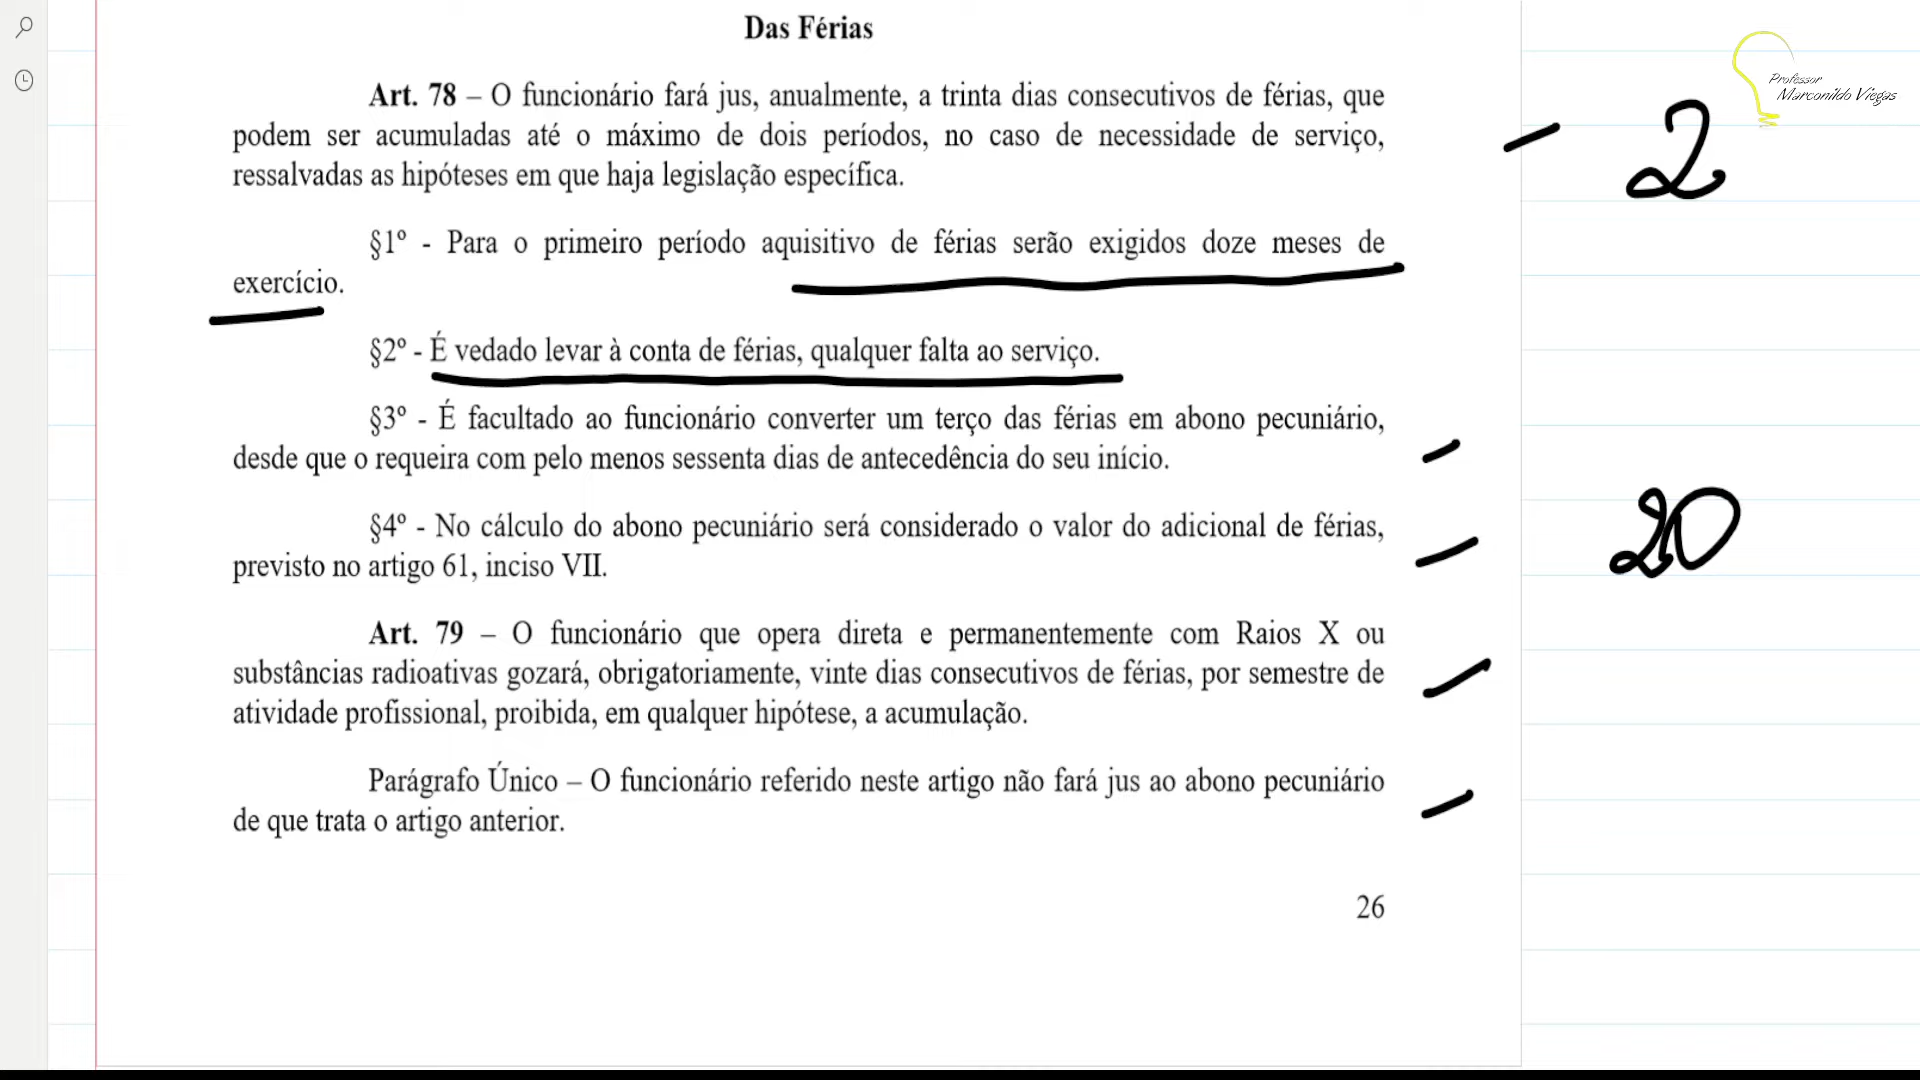 Das Férias
Professor
Marconildo Viegas
Art. 78 – O funcionário fará jus, anualmente, a trinta dias consecutivos de férias, que
podem ser acumuladas até o máximo de dois períodos, no caso de necessidade de serviço,
ressalvadas as hipóteses em que haja legislação específica.
2
§1º - Para o primeiro período aquisitivo de férias serão exigidos doze meses de
exercício.
§2º - É vedado levar à conta de férias, qualquer falta ao serviço.
§3º - É facultado ao funcionário converter um terço das férias em abono pecuniário,
desde que o requeira com pelo menos sessenta dias de antecedência do seu início.
§4º - No cálculo do abono pecuniário será considerado o valor do adicional de férias,
previsto no artigo 61, inciso VII.
20
Art. 79 – O funcionário que opera direta e permanentemente com Raios X ou
substâncias radioativas gozará, obrigatoriamente, vinte dias consecutivos de férias, por semestre de
atividade profissional, proibida, em qualquer hipótese, a acumulação.
Parágrafo Único – O funcionário referido neste artigo não fará jus ao abono pecuniário
de que trata o artigo anterior.
26